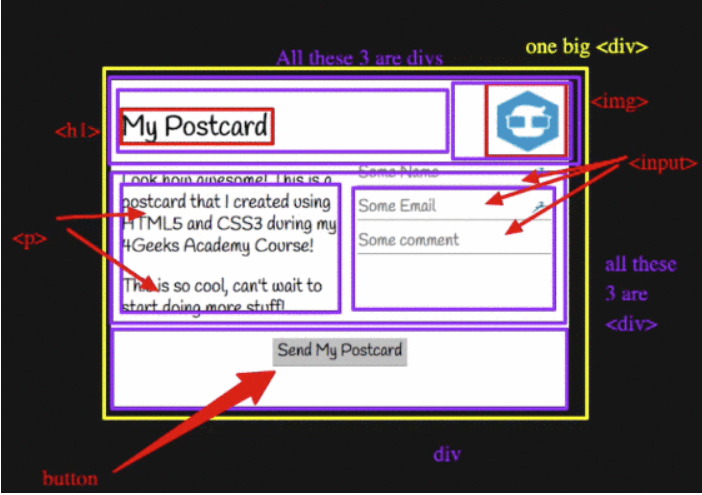 one big <div>
All these 3 are divs
<img>
<h1>
My Postcard
<input>
Look how awesome! This is a
postcard that I created using
HTML5 and CSS3 during my
4Geeks Academy Course!
This is so cool, can't wait to
start doing more stuff!
Some Name
Some Email
Some comment
<p>
all these
3 are
<div>
Send My Postcard
div
button